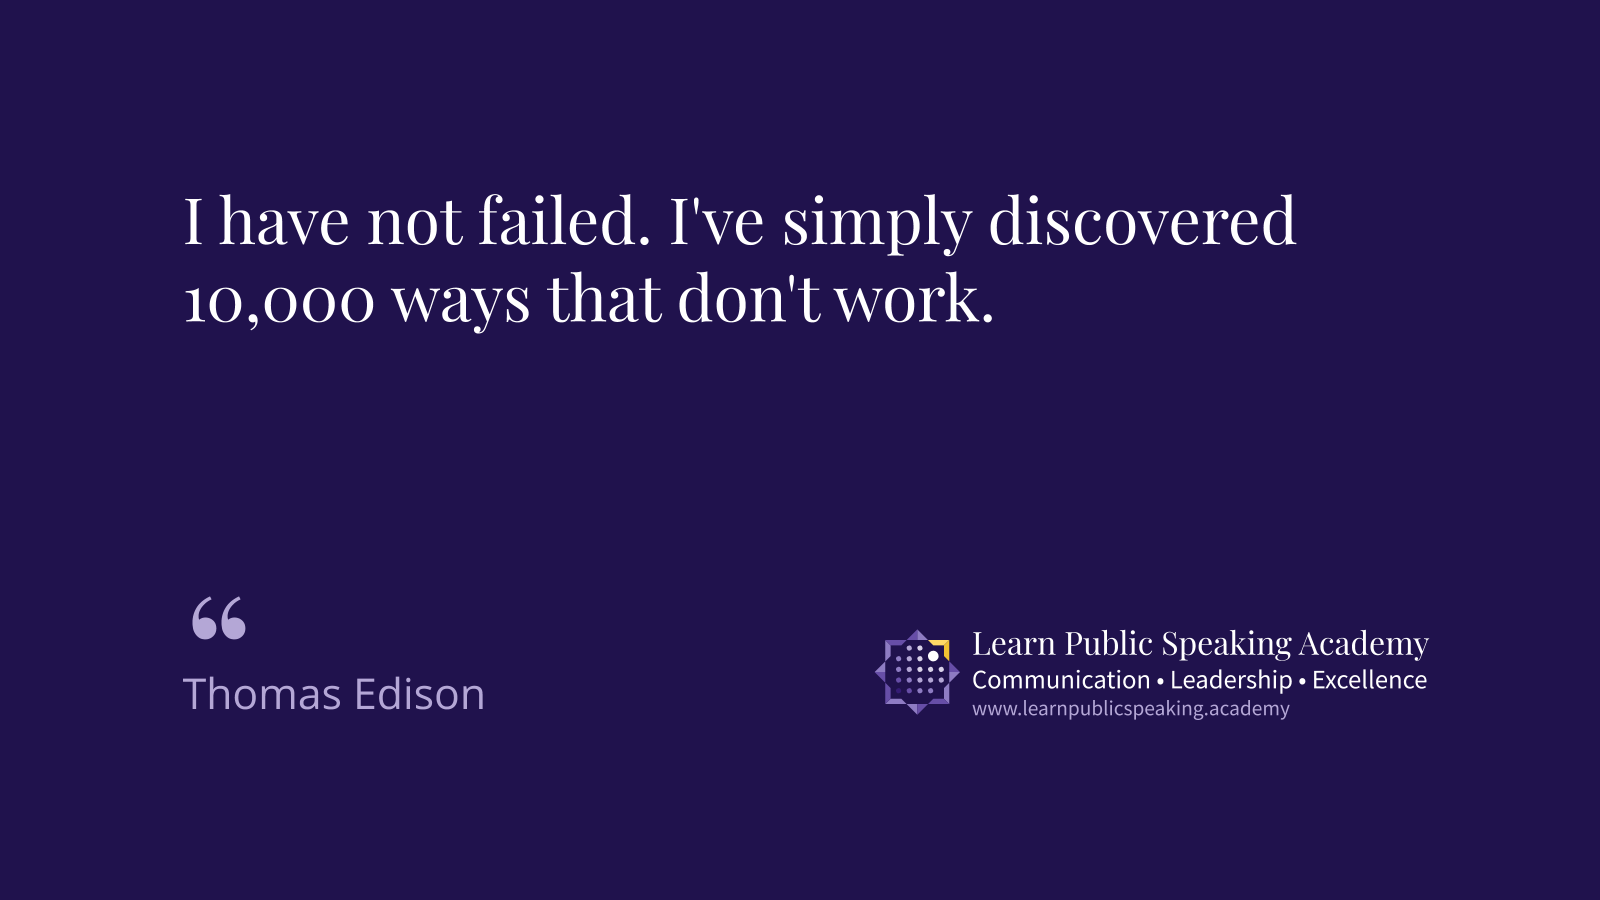 I have not failed. I've simply discovered
10,000 ways that don't work.
“
Thomas Edison
Learn Public Speaking Academy
Communication • Leadership • Excellence
www.learnpublicspeaking.academy